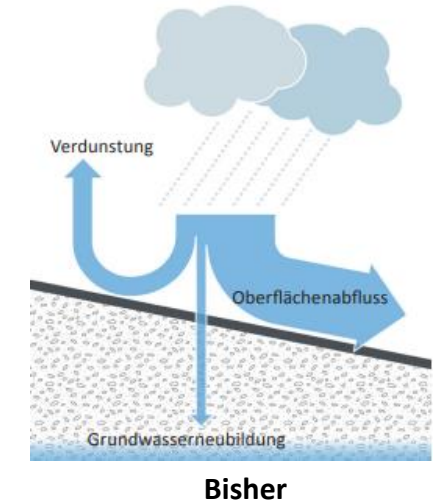 Verdunstung
Oberflächenabfluss
Grundwasserneubildung
Bisher